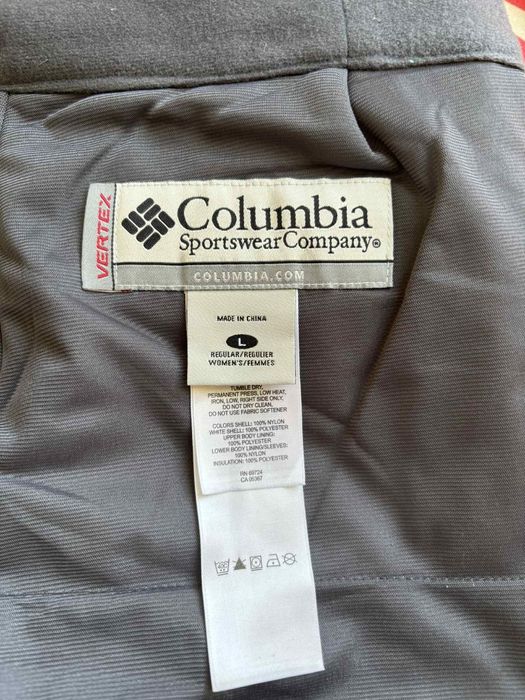 VERTEX
Columbia
Sportswear Company®
COLUMBIA.COM
MADE IN CHINA
L
REGULAR/REGULIER
WOMEN'S/FEMMES
TUMBLE DRY,
PERMANENT PRESS, LOW HEAT,
IRON, LOW, RIGHT SIDE ONLY,
DO NOT DRY CLEAN,
DO NOT USE FABRIC SOFTENER
COLORS SHELL: 100% NYLON
WHITE SHELL: 100% POLYESTER
UPPER BODY LINING:
100% POLYESTER
LOWER BODY LINING/SLEEVES:
100% NYLON
INSULATION: 100% POLYESTER
RN 69724
CA 05367